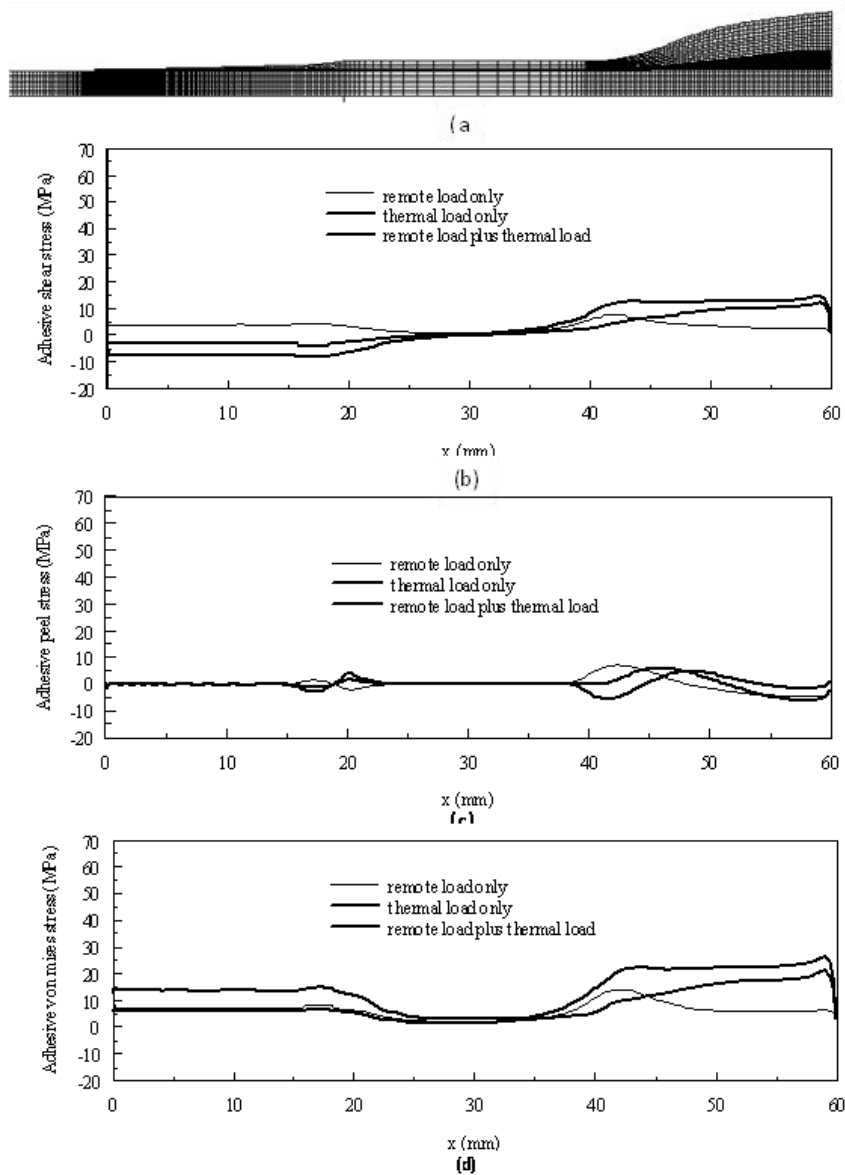 (a
70
60
50
40
30
20
10
0
-10
-20
Adhesive shear stress (MPa)
remote load only
thermal load only
remote load plus thermal load
0 10 20 30 40 50 60
x (mm)
(b)
70
60
50
40
30
20
10
0
-10
-20
Adhesive peel stress (MPa)
remote load only
thermal load only
remote load plus thermal load
0 10 20 30 40 50 60
x (mm)
(c)
70
60
50
40
30
20
10
0
-10
-20
Adhesive von mises stress (MPa)
remote load only
thermal load only
remote load plus thermal load
0 10 20 30 40 50 60
x (mm)
(d)